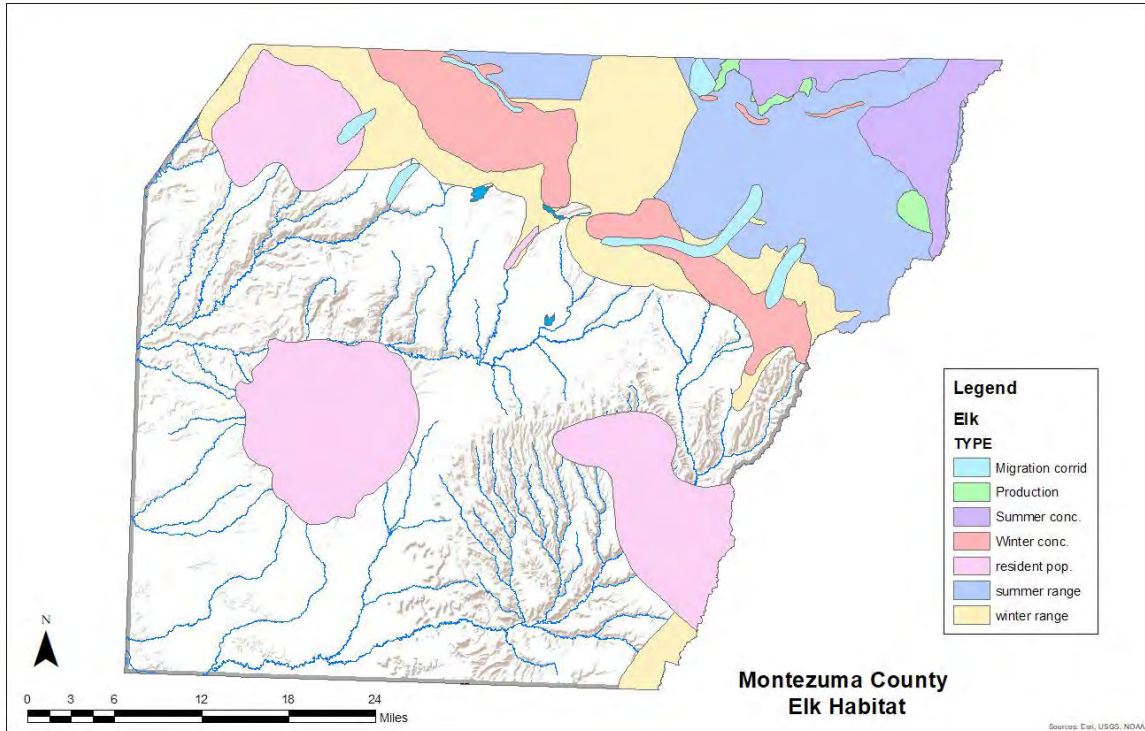 Legend
Elk
TYPE
Migration corrid
Production
Summer conc.
Winter conc.
resident pop.
summer range
winter range
N
0 3 6 12 18 24
Miles
Montezuma County
Elk Habitat
Sources: Esri, USGS, NOAA